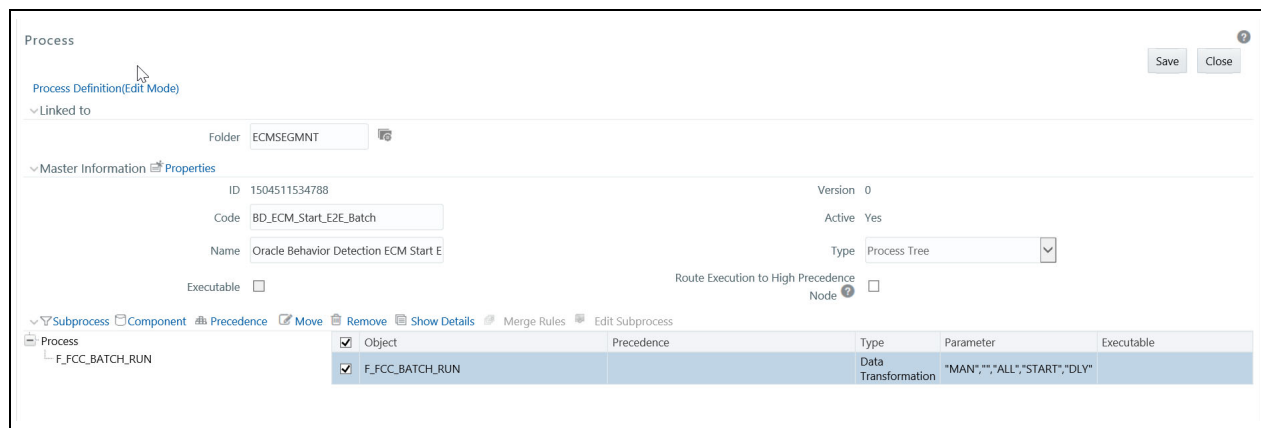 Process
?
Save Close
Process Definition(Edit Mode)
Linked to
Folder ECMSEGMNT
Master Information Properties
ID 1504511534788 Version 0
Code BD_ECM_Start_E2E_Batch Active Yes
Name Oracle Behavior Detection ECM Start E Type Process Tree
Executable Route Execution to High Precedence
Node ?
Subprocess Component Precedence Move Remove Show Details Merge Rules Edit Subprocess
Process Object Precedence Type Parameter Executable
F_FCC_BATCH_RUN F_FCC_BATCH_RUN Data
Transformation "MAN","","ALL","START","DLY"